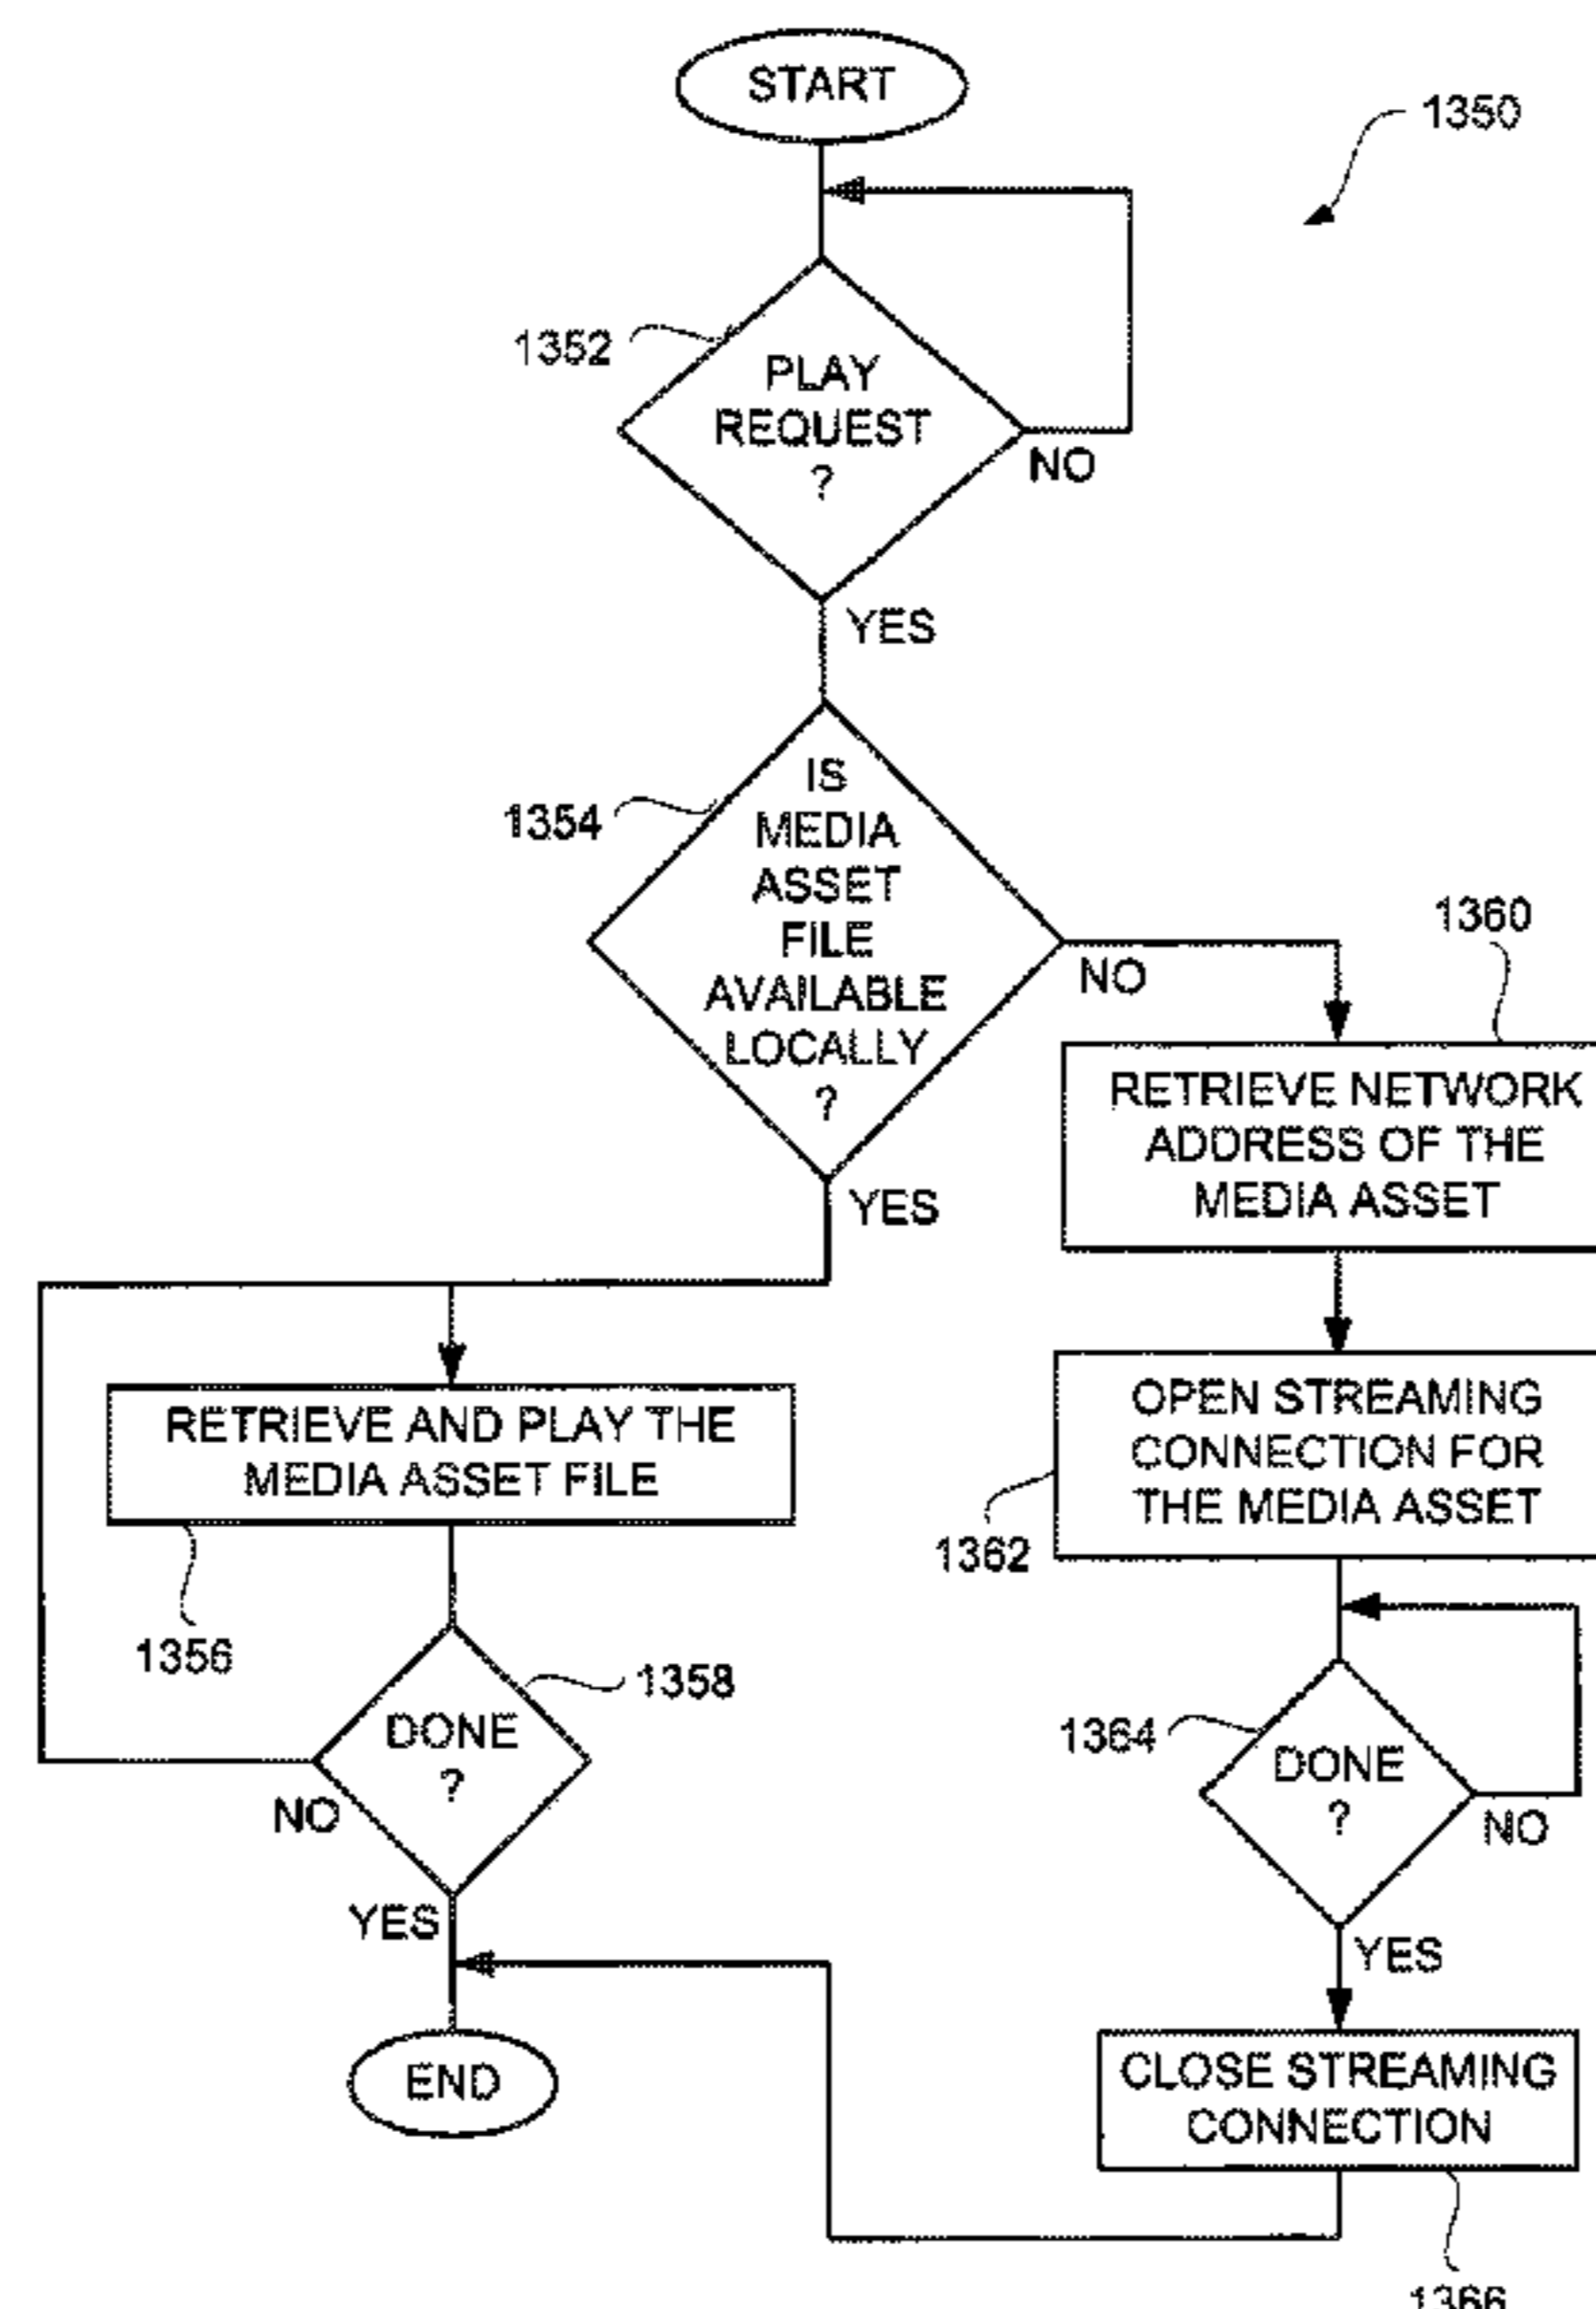 START
1350
1352
PLAY
REQUEST
?
NO
YES
1354
IS
MEDIA
ASSET
FILE
AVAILABLE
LOCALLY
?
NO
YES
1360
RETRIEVE NETWORK
ADDRESS OF THE
MEDIA ASSET
RETRIEVE AND PLAY THE
MEDIA ASSET FILE
1356
OPEN STREAMING
CONNECTION FOR
THE MEDIA ASSET
1362
1358
DONE
?
NO
YES
1364
DONE
?
NO
YES
END
CLOSE STREAMING
CONNECTION
1366